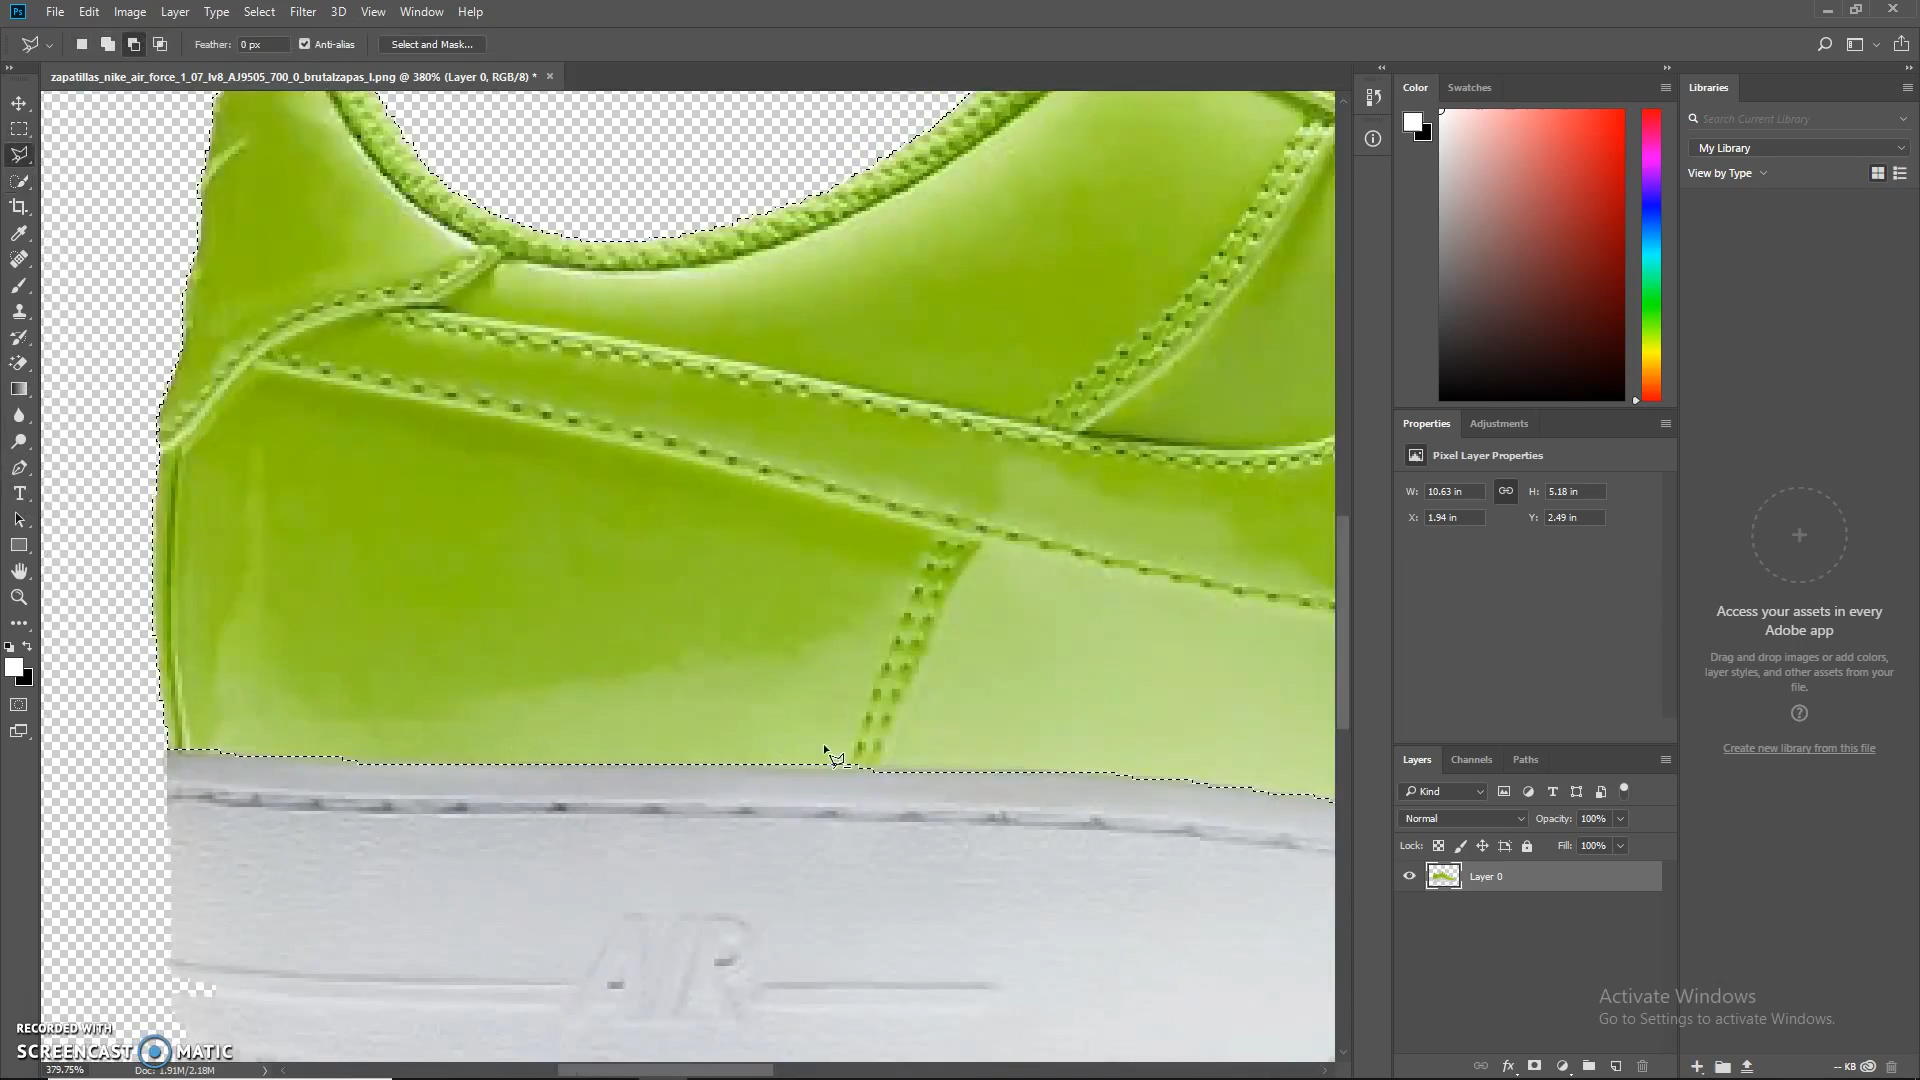 Ps File Edit Image Layer Type Select Filter 3D View Window Help
Feather: 0 px Anti-alias Select and Mask...
zapatillas_nike_air_force_1_07_lv8_AJ9505_700_0_brutalzapas_l.png @ 380% (Layer 0, RGB/8) *
Color Swatches
Libraries
Search Current Library
My Library
View by Type
Properties Adjustments
Pixel Layer Properties
W: 10.63 in H: 5.18 in
X: 1.94 in Y: 2.49 in
Access your assets in every
Adobe app
Drag and drop images or add colors,
layer styles, and other assets from your
file.
Create new library from this file
Layers Channels Paths
Kind
Normal Opacity: 100%
Lock: Fill: 100%
Layer 0
AIR
Activate Windows
Go to Settings to activate Windows.
RECORDED WITH
SCREENCAST MATIC
379.75% Doc: 1.91M/2.18M
-- KB